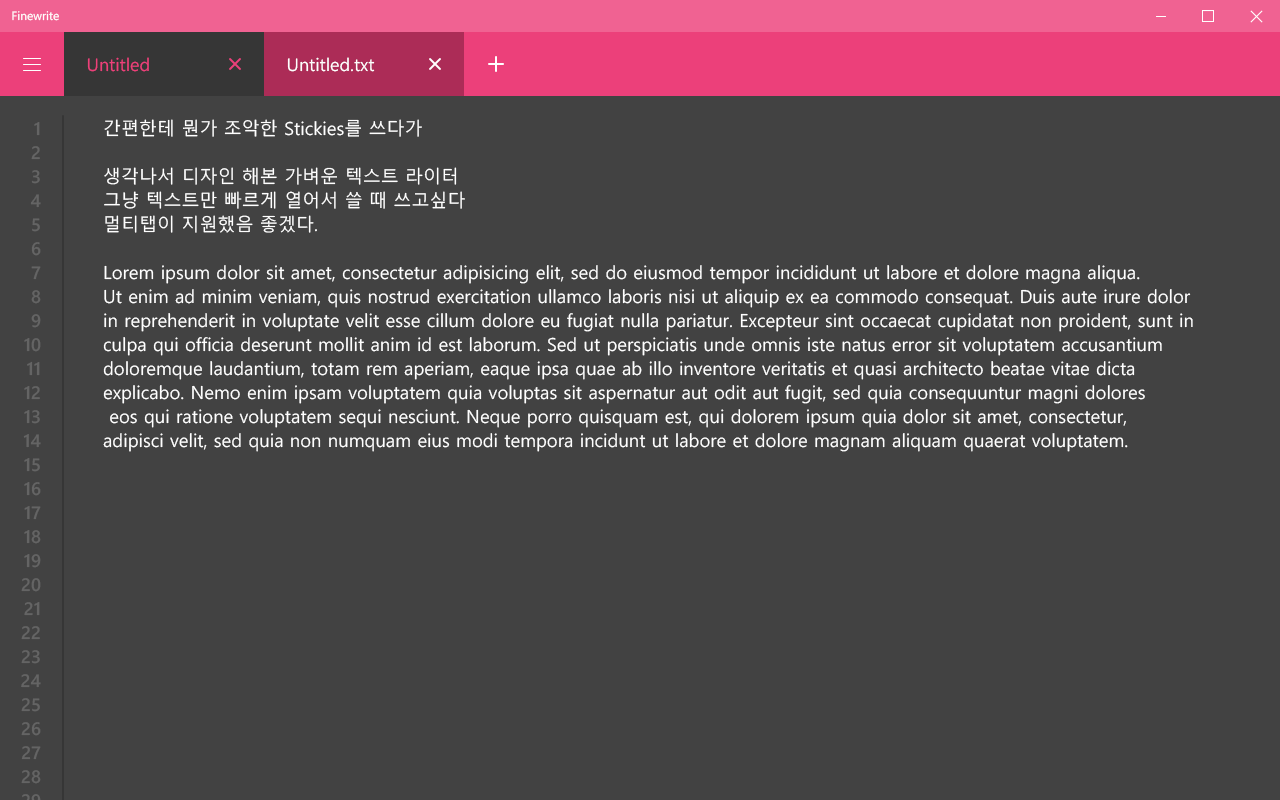 Finewrite
Untitled
Untitled.txt
1 간편한테 뭔가 조악한 Stickies를 쓰다가
2
3 생각나서 디자인 해본 가벼운 텍스트 라이터
4 그냥 텍스트만 빠르게 열어서 쓸 때 쓰고싶다
5 멀티탭이 지원했음 좋겠다.
6
7 Lorem ipsum dolor sit amet, consectetur adipisicing elit, sed do eiusmod tempor incididunt ut labore et dolore magna aliqua.
8 Ut enim ad minim veniam, quis nostrud exercitation ullamco laboris nisi ut aliquip ex ea commodo consequat. Duis aute irure dolor
9 in reprehenderit in voluptate velit esse cillum dolore eu fugiat nulla pariatur. Excepteur sint occaecat cupidatat non proident, sunt in
10 culpa qui officia deserunt mollit anim id est laborum. Sed ut perspiciatis unde omnis iste natus error sit voluptatem accusantium
11 doloremque laudantium, totam rem aperiam, eaque ipsa quae ab illo inventore veritatis et quasi architecto beatae vitae dicta
12 explicabo. Nemo enim ipsam voluptatem quia voluptas sit aspernatur aut odit aut fugit, sed quia consequuntur magni dolores
13 eos qui ratione voluptatem sequi nesciunt. Neque porro quisquam est, qui dolorem ipsum quia dolor sit amet, consectetur,
14 adipisci velit, sed quia non numquam eius modi tempora incidunt ut labore et dolore magnam aliquam quaerat voluptatem.
15
16
17
18
19
20
21
22
23
24
25
26
27
28
29